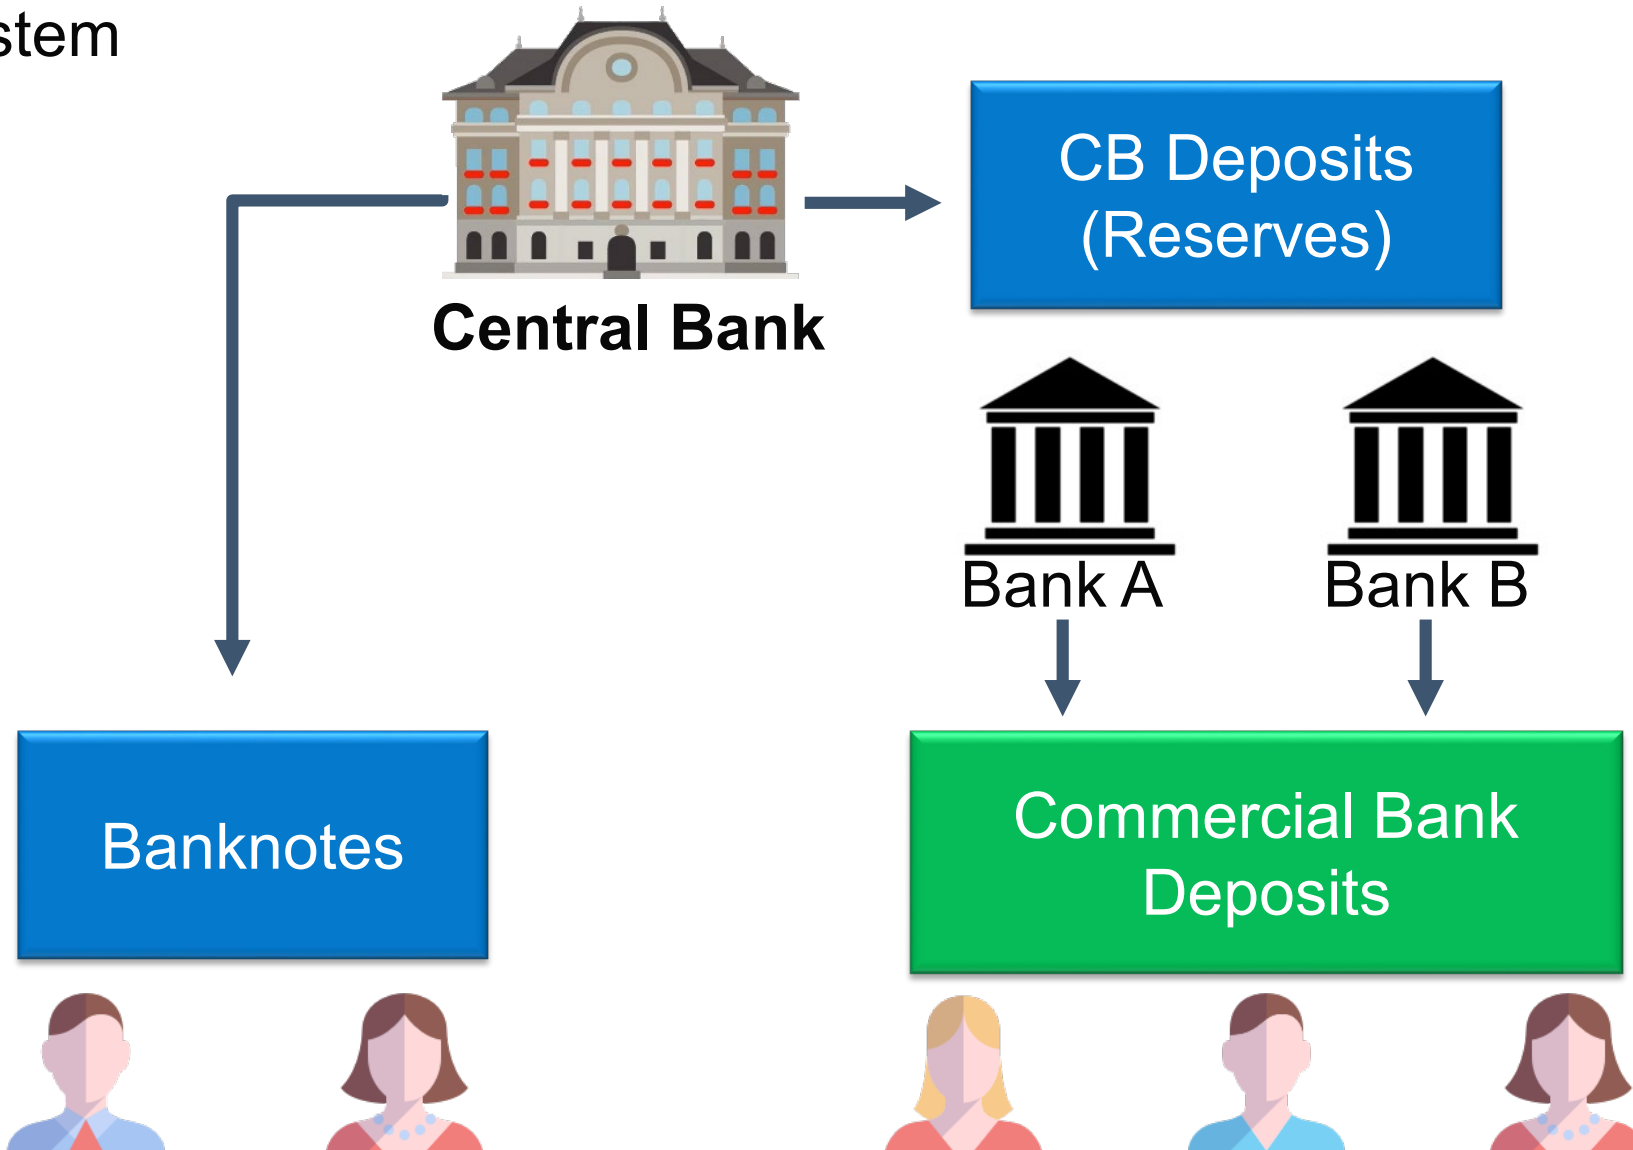 stem
CB Deposits
(Reserves)
Central Bank
Bank A
Bank B
Banknotes
Commercial Bank
Deposits